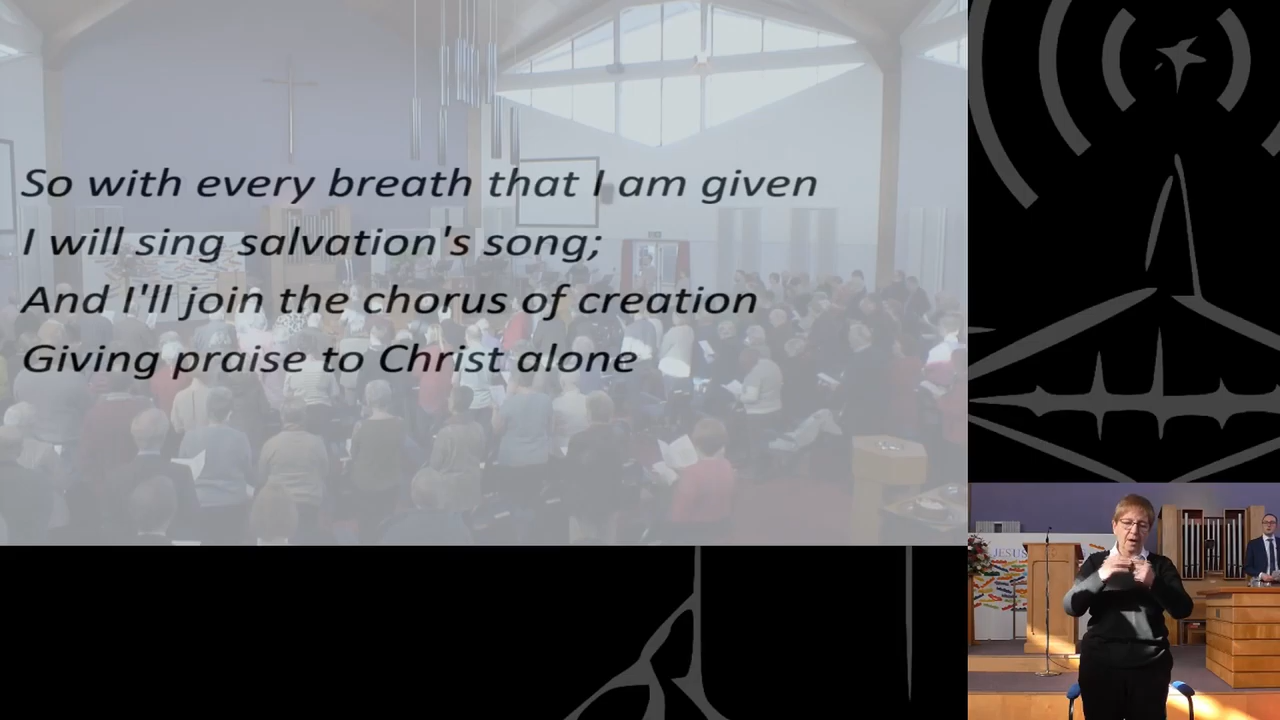 So with every breath that I am given
I will sing salvation's song;
And I'll join the chorus of creation
Giving praise to Christ alone
JESUS